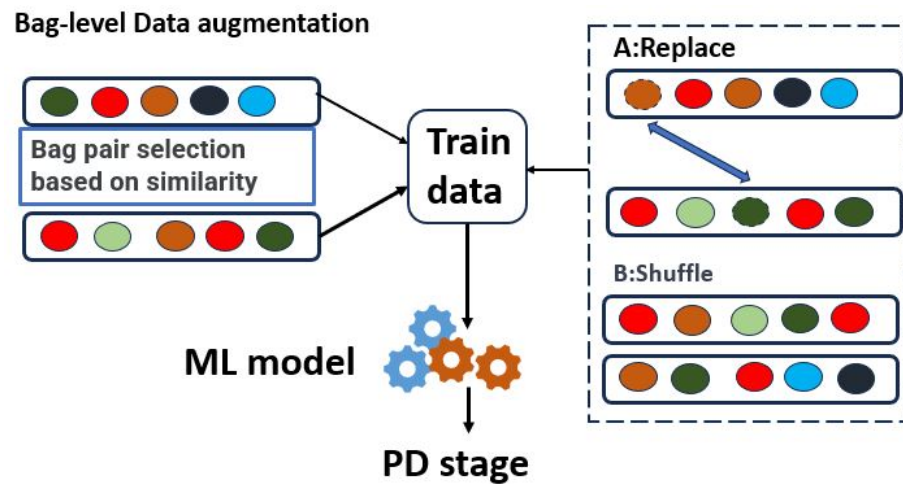 Bag-level Data augmentation
Bag pair selection
based on similarity
Train
data
A:Replace
B:Shuffle
ML model
PD stage